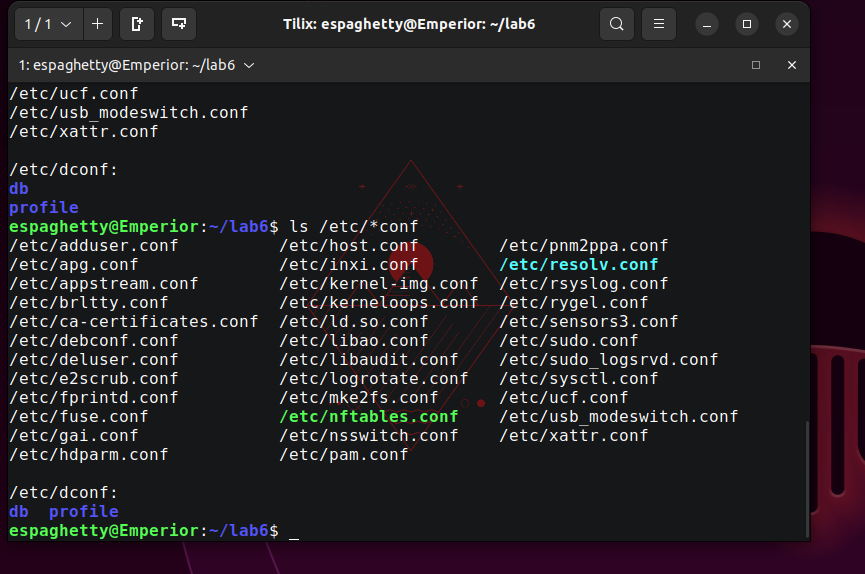 1 / 1
Tilix: espaghetty@Emperior: ~/lab6
1: espaghetty@Emperior: ~/lab6
/etc/ucf.conf
/etc/usb_modeswitch.conf
/etc/xattr.conf
/etc/dconf:
db
profile
espaghetty@Emperior:~/lab6$ ls /etc/*conf
/etc/adduser.conf /etc/host.conf /etc/pnm2ppa.conf
/etc/apg.conf /etc/inxi.conf /etc/resolv.conf
/etc/appstream.conf /etc/kernel-img.conf /etc/rsyslog.conf
/etc/brltty.conf /etc/kerneloops.conf /etc/rygel.conf
/etc/ca-certificates.conf /etc/ld.so.conf /etc/sensors3.conf
/etc/debconf.conf /etc/libao.conf /etc/sudo.conf
/etc/deluser.conf /etc/libaudit.conf /etc/sudo_logsrvd.conf
/etc/e2scrub.conf /etc/logrotate.conf /etc/sysctl.conf
/etc/fprintd.conf /etc/mke2fs.conf /etc/ucf.conf
/etc/fuse.conf /etc/nftables.conf /etc/usb_modeswitch.conf
/etc/gai.conf /etc/nsswitch.conf /etc/xattr.conf
/etc/hdparm.conf /etc/pam.conf
/etc/dconf:
db profile
espaghetty@Emperior:~/lab6$ _